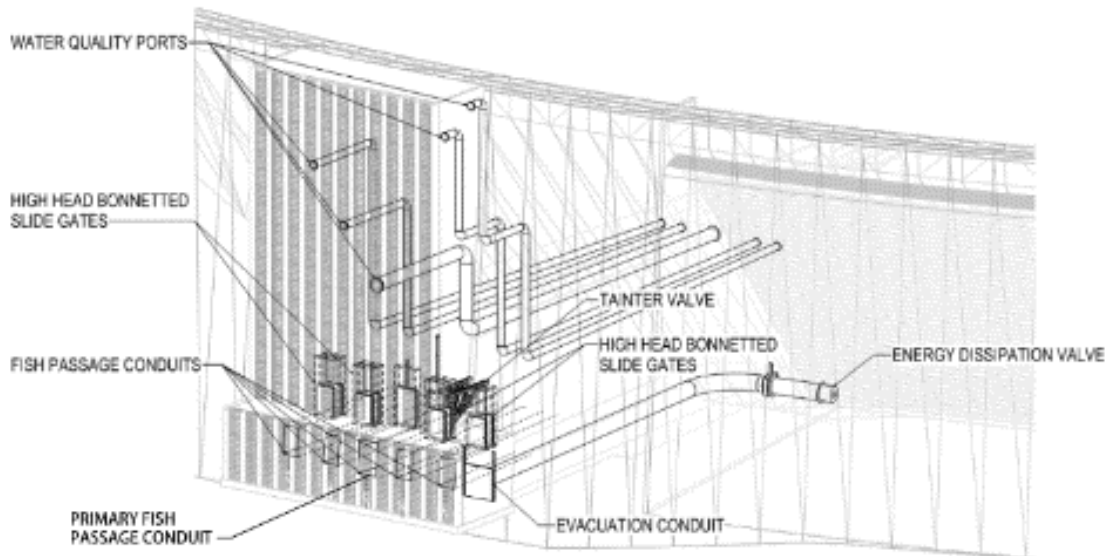 WATER QUALITY PORTS
HIGH HEAD BONNETTED
SLIDE GATES
TAINTER VALVE
HIGH HEAD BONNETTED
SLIDE GATES
ENERGY DISSIPATION VALVE
FISH PASSAGE CONDUITS
PRIMARY FISH
PASSAGE CONDUIT
EVACUATION CONDUIT